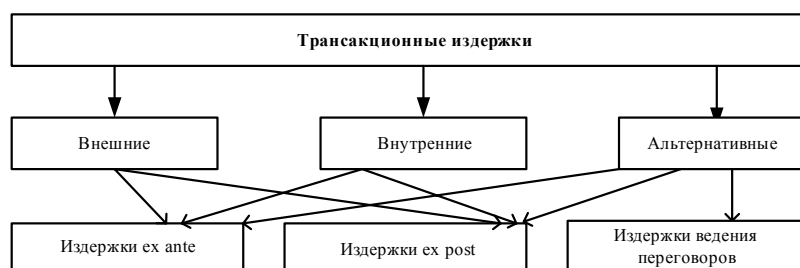 Трансакционные издержки
Внешние
Внутренние
Альтернативные
Издержки ex ante
Издержки ex post
Издержки ведения
переговоров